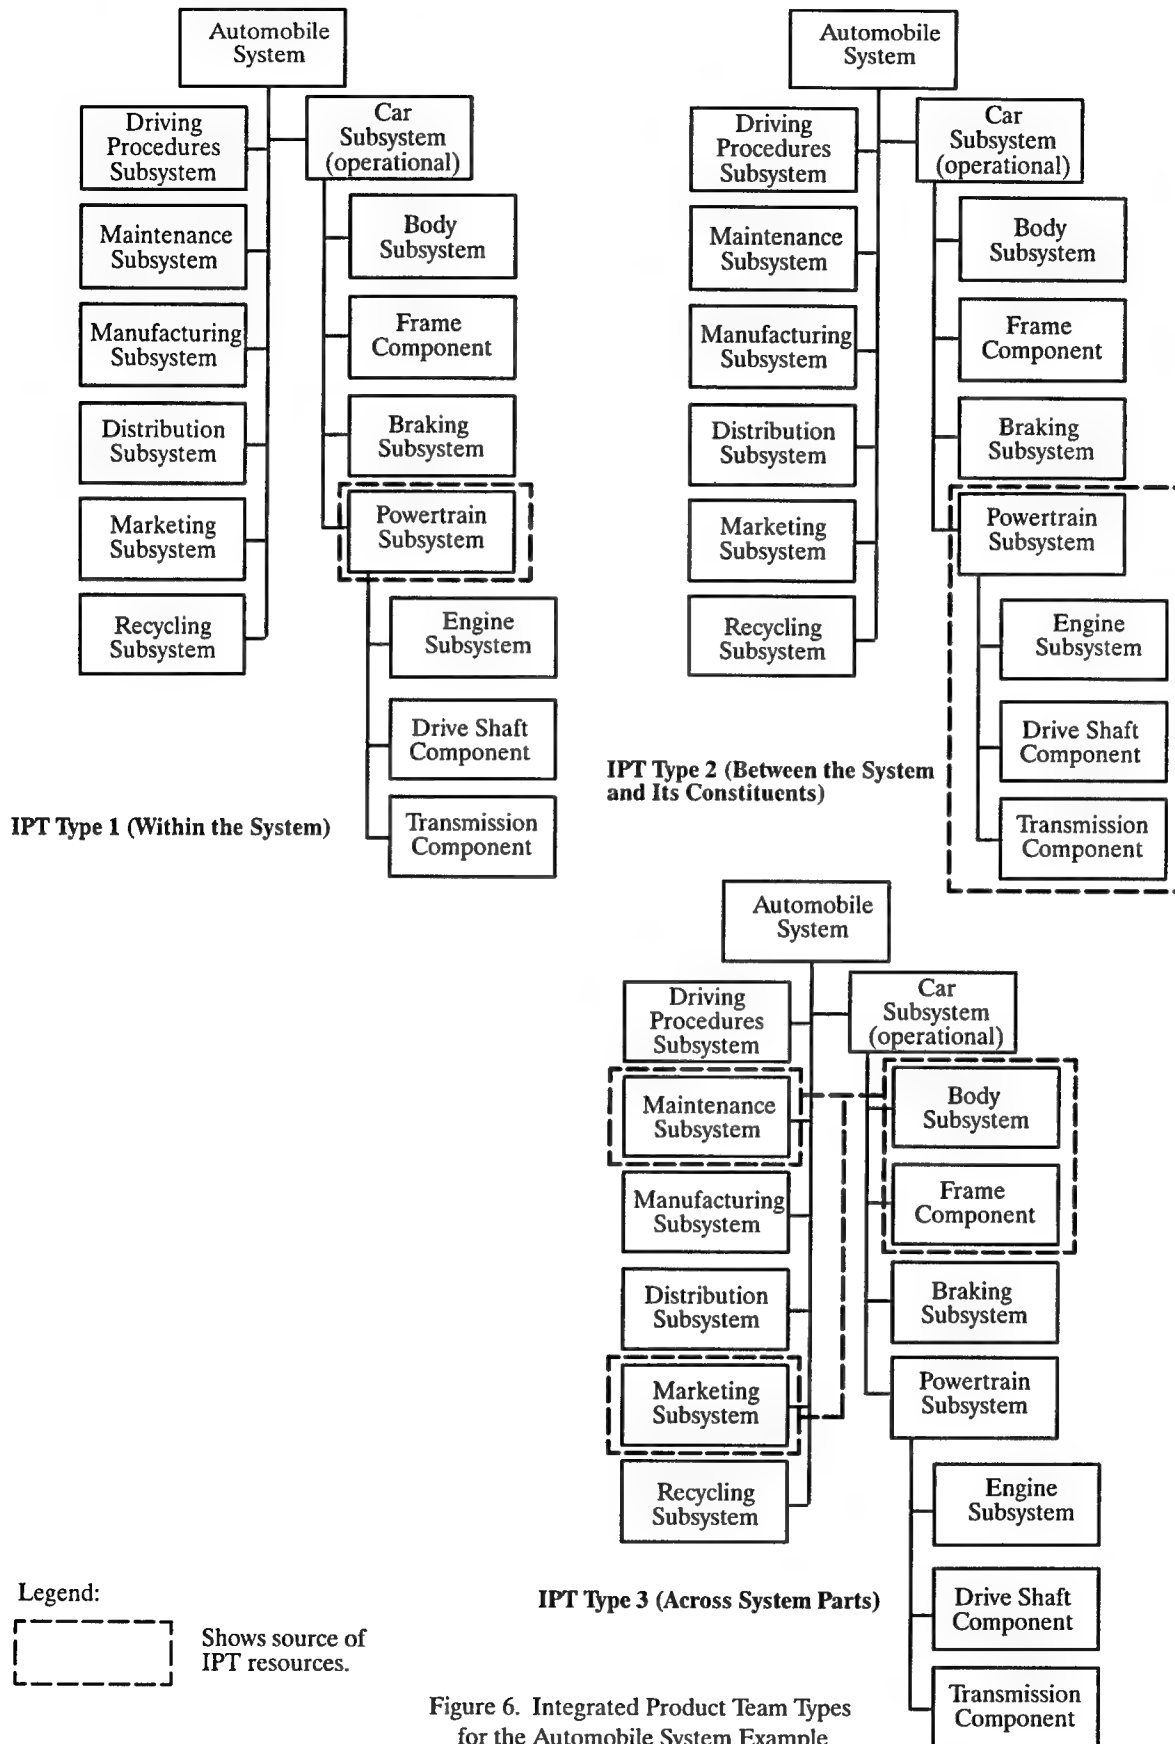 Automobile
System
Driving
Procedures
Subsystem
Car
Subsystem
(operational)
Maintenance
Subsystem
Body
Subsystem
Manufacturing
Subsystem
Frame
Component
Distribution
Subsystem
Braking
Subsystem
Marketing
Subsystem
Powertrain
Subsystem
Recycling
Subsystem
Engine
Subsystem
Drive Shaft
Component
Transmission
Component
IPT Type 1 (Within the System)
Automobile
System
Driving
Procedures
Subsystem
Car
Subsystem
(operational)
Maintenance
Subsystem
Body
Subsystem
Manufacturing
Subsystem
Frame
Component
Distribution
Subsystem
Braking
Subsystem
Marketing
Subsystem
Powertrain
Subsystem
Recycling
Subsystem
Engine
Subsystem
Drive Shaft
Component
Transmission
Component
IPT Type 2 (Between the System
and Its Constituents)
Automobile
System
Driving
Procedures
Subsystem
Car
Subsystem
(operational)
Maintenance
Subsystem
Body
Subsystem
Manufacturing
Subsystem
Frame
Component
Distribution
Subsystem
Braking
Subsystem
Marketing
Subsystem
Powertrain
Subsystem
Recycling
Subsystem
Engine
Subsystem
Drive Shaft
Component
Transmission
Component
IPT Type 3 (Across System Parts)
Legend:
Shows source of
IPT resources.
Figure 6. Integrated Product Team Types
for the Automobile System Example